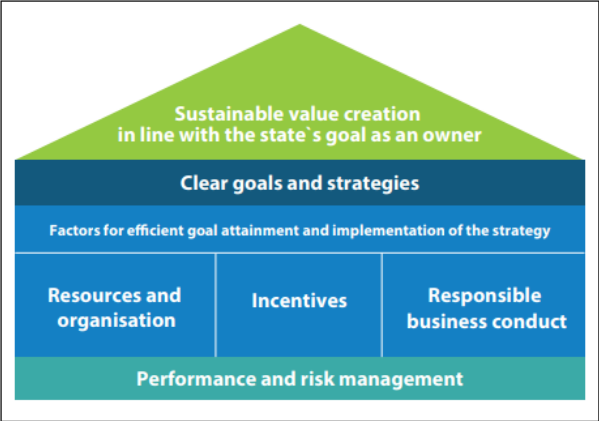 Sustainable value creation
in line with the state`s goal as an owner
Clear goals and strategies
Factors for efficient goal attainment and implementation of the strategy
Resources and
organisation
Incentives
Responsible
business conduct
Performance and risk management